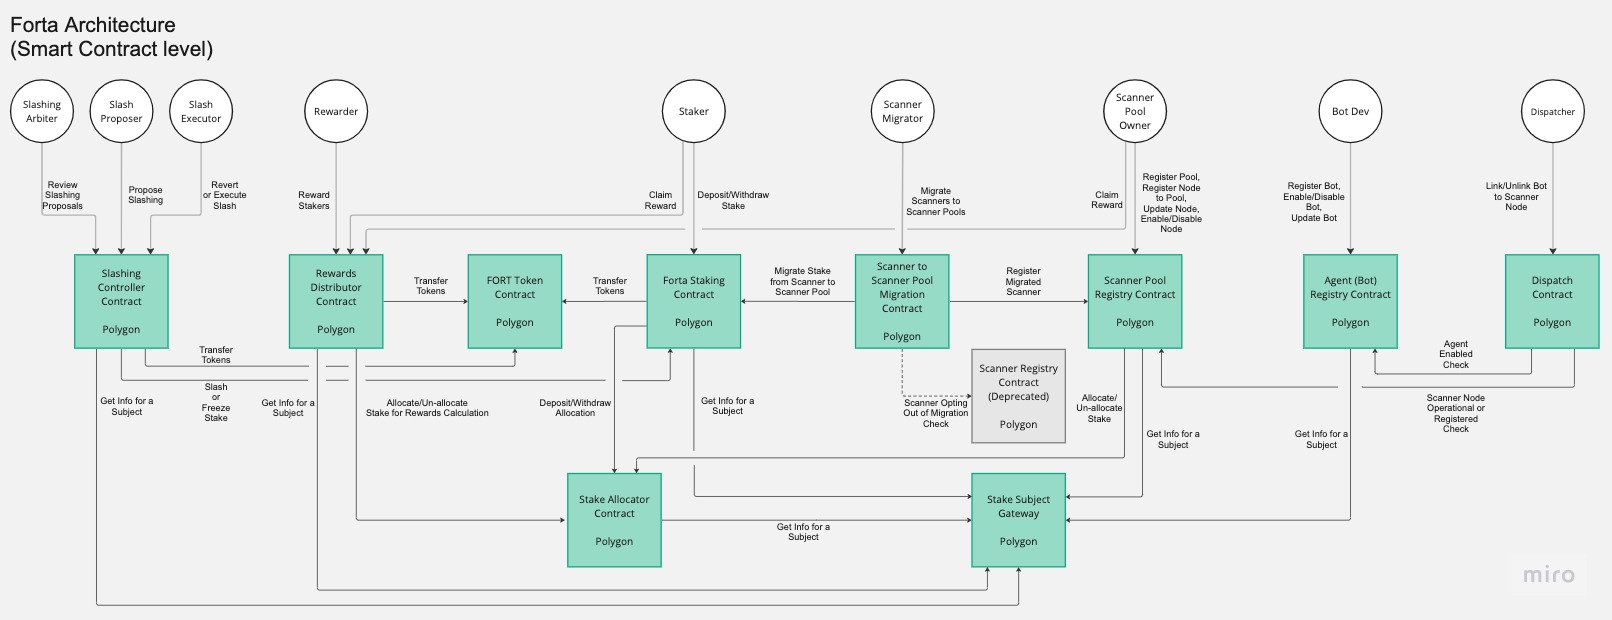 Forta Architecture
(Smart Contract level)
Slashing
Arbiter
Slash
Proposer
Slash
Executor
Rewarder
Staker
Scanner
Migrator
Scanner
Pool
Owner
Bot Dev
Dispatcher
Review
Slashing
Proposals
Propose
Slashing
Revert
or Execute
Slash
Reward
Stakers
Claim
Reward
Deposit/Withdraw
Stake
Migrate
Scanners to
Scanner Pools
Claim
Reward
Register Pool,
Register Node
to Pool,
Update Node,
Enable/Disable
Node
Register Bot,
Enable/Disable
Bot,
Update Bot
Link/Unlink Bot
to Scanner
Node
Slashing
Controller
Contract
Polygon
Rewards
Distributor
Contract
Polygon
Transfer
Tokens
FORT Token
Contract
Polygon
Transfer
Tokens
Forta Staking
Contract
Polygon
Migrate Stake
from Scanner to
Scanner Pool
Scanner to
Scanner Pool
Migration
Contract
Polygon
Register
Migrated
Scanner
Scanner Pool
Registry Contract
Polygon
Agent (Bot)
Registry Contract
Polygon
Dispatch
Contract
Polygon
Transfer
Tokens
Slash
or
Freeze
Stake
Get Info for a
Subject
Get Info for a
Subject
Allocate/Un-allocate
Stake for Rewards Calculation
Deposit/Withdraw
Allocation
Get Info for a
Subject
Scanner Opting
Out of Migration
Check
Scanner Registry
Contract
(Deprecated)
Polygon
Allocate/
Un-allocate
Stake
Get Info for a
Subject
Get Info for a
Subject
Agent
Enabled
Check
Scanner Node
Operational or
Registered
Check
Stake Allocator
Contract
Polygon
Get Info for a
Subject
Stake Subject
Gateway
Polygon
miro